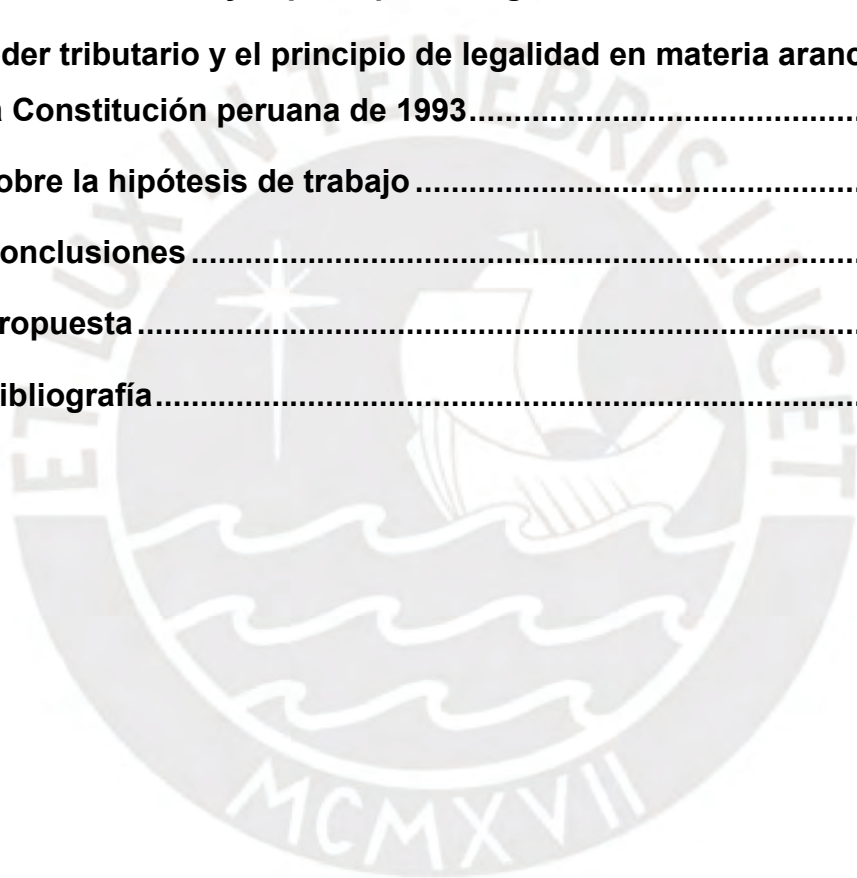 der tributario y el principio de legalidad en materia aranc
a Constitución peruana de 1993........................................
obre la hipótesis de trabajo..............................................
onclusiones.....................................................................
ropuesta...........................................................................
ibliografía.........................................................................
ET LUX IN TENEBRIS LUCET
MCMXVII